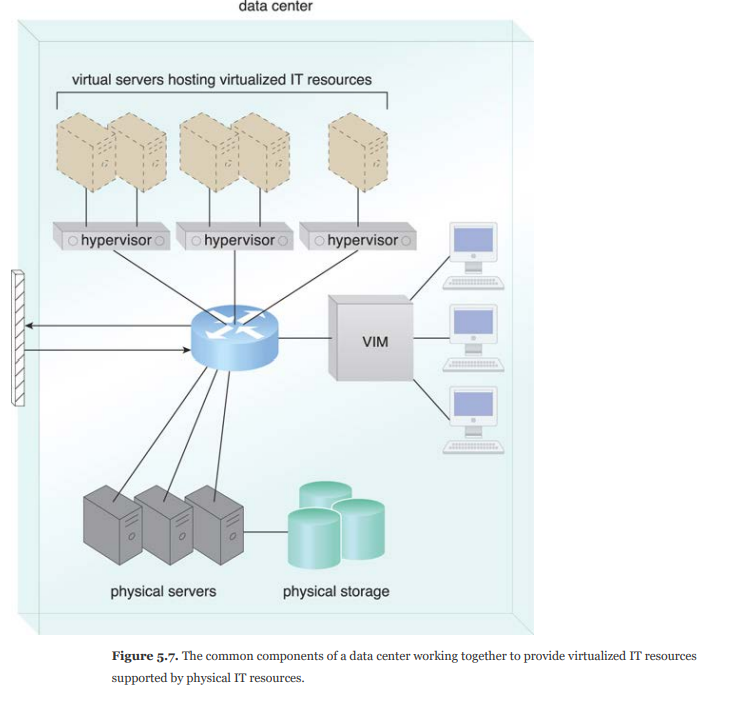 data center
virtual servers hosting virtualized IT resources
hypervisor
hypervisor
hypervisor
VIM
physical servers
physical storage
Figure 5.7. The common components of a data center working together to provide virtualized IT resources
supported by physical IT resources.